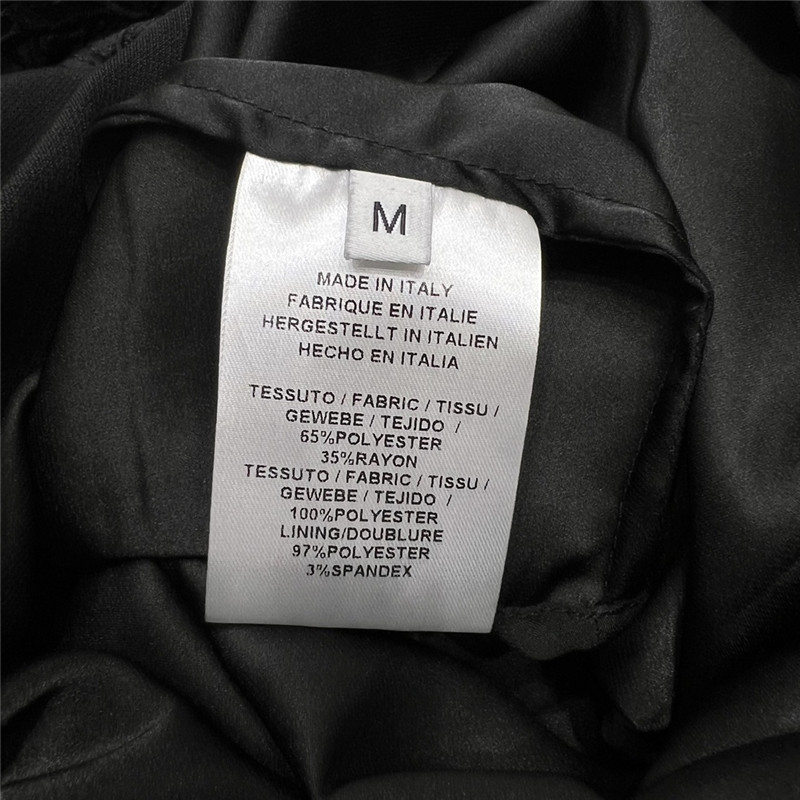 M
MADE IN ITALY
FABRIQUE EN ITALIE
HERGESTELLT IN ITALIEN
HECHO EN ITALIA
TESSUTO / FABRIC / TISSU /
GEWEBE / TEJIDO /
65%POLYESTER
35%RAYON
TESSUTO / FABRIC / TISSU /
GEWEBE / TEJIDO /
100%POLYESTER
LINING/DOUBLURE
97%POLYESTER
3%SPANDEX